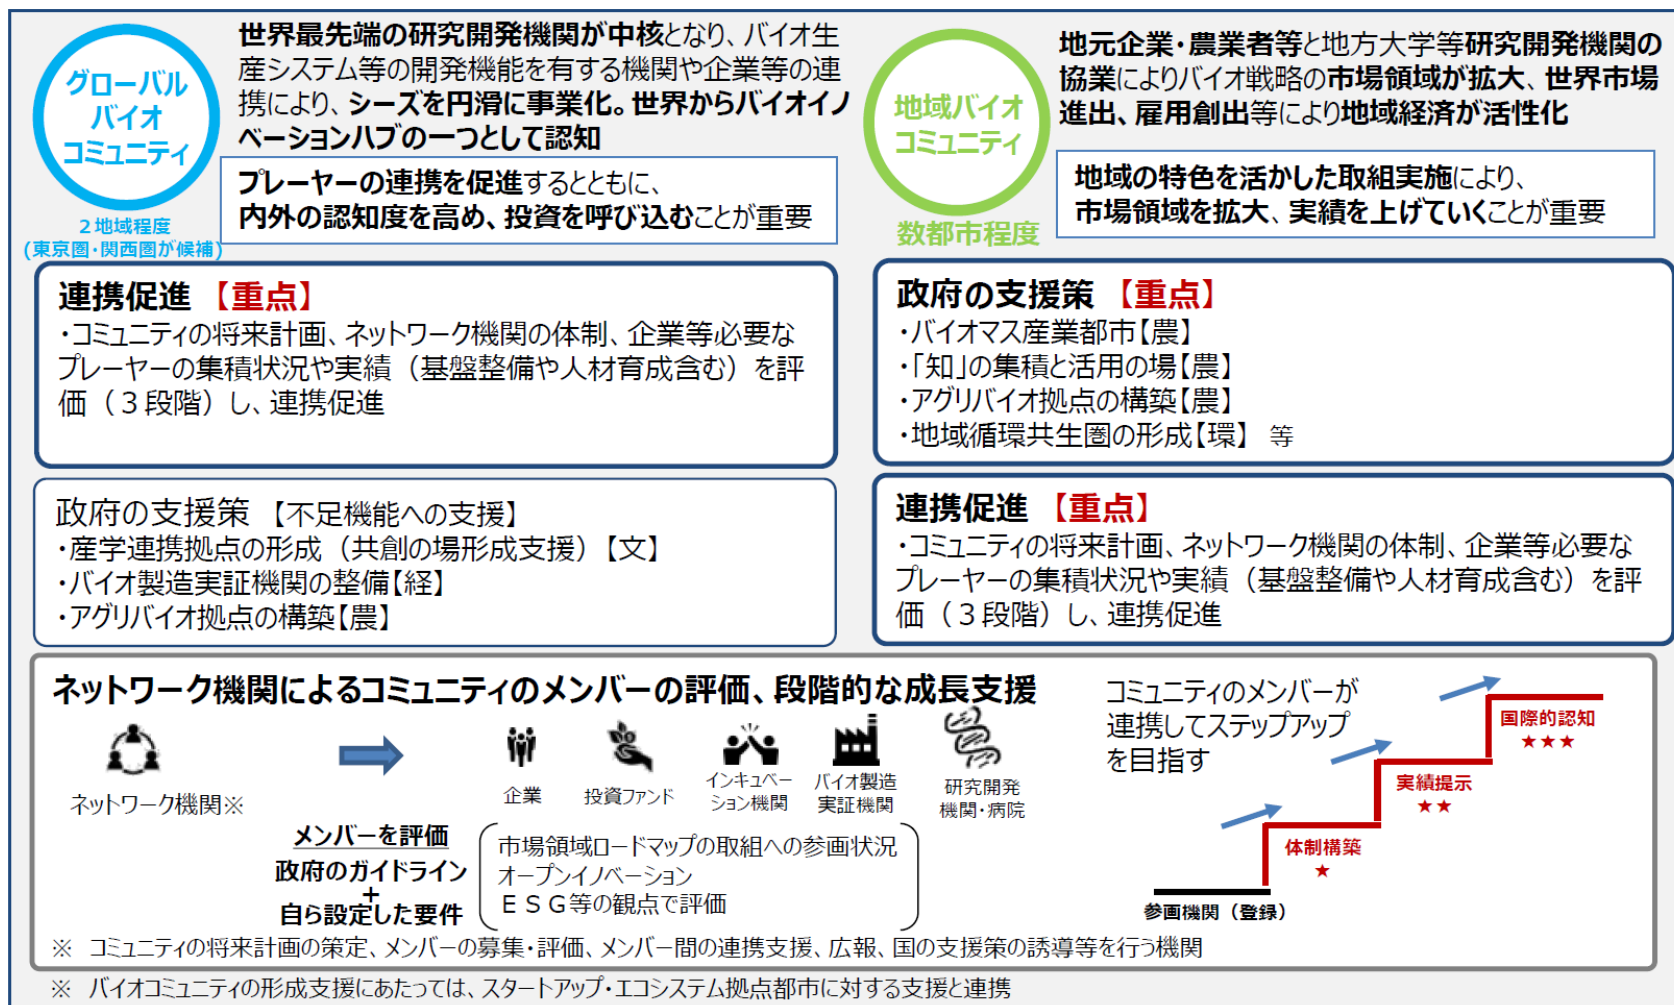 グローバル
バイオ
コミュニティ
2地域程度
(東京圏・関西圏が候補)
世界最先端の研究開発機関が中核となり、バイオ生
産システム等の開発機能を有する機関や企業等の連
携により、シーズを円滑に事業化。世界からバイオイノ
ベーションハブの一つとして認知
プレーヤーの連携を促進するとともに、
内外の認知度を高め、投資を呼び込むことが重要
連携促進 【重点】
・コミュニティの将来計画、ネットワーク機関の体制、企業等必要な
プレーヤーの集積状況や実績（基盤整備や人材育成含む）を評
価（３段階）し、連携促進
政府の支援策 【不足機能への支援】
・産学連携拠点の形成（共創の場形成支援）【文】
・バイオ製造実証機関の整備【経】
・アグリバイオ拠点の構築【農】
地域バイオ
コミュニティ
数都市程度
地元企業・農業者等と地方大学等研究開発機関の
協業によりバイオ戦略の市場領域が拡大、世界市場
進出、雇用創出等により地域経済が活性化
地域の特色を活かした取組実施により、
市場領域を拡大、実績を上げていくことが重要
政府の支援策 【重点】
・バイオマス産業都市【農】
・「知」の集積と活用の場【農】
・アグリバイオ拠点の構築【農】
・地域循環共生圏の形成【環】 等
連携促進 【重点】
・コミュニティの将来計画、ネットワーク機関の体制、企業等必要な
プレーヤーの集積状況や実績（基盤整備や人材育成含む）を評
価（３段階）し、連携促進
ネットワーク機関によるコミュニティのメンバーの評価、段階的な成長支援
ネットワーク機関※
企業
投資ファンド
インキュベー
ション機関
バイオ製造
実証機関
研究開発
機関・病院
メンバーを評価
政府のガイドライン
+
自ら設定した要件
市場領域ロードマップの取組への参画状況
オープンイノベーション
ＥＳＧ等の観点で評価
コミュニティのメンバーが
連携してステップアップ
を目指す
国際的認知
★★★
実績提示
★★
体制構築
★
参画機関（登録）
※ コミュニティの将来計画の策定、メンバーの募集・評価、メンバー間の連携支援、広報、国の支援策の誘導等を行う機関
※ バイオコミュニティの形成支援にあたっては、スタートアップ・エコシステム拠点都市に対する支援と連携